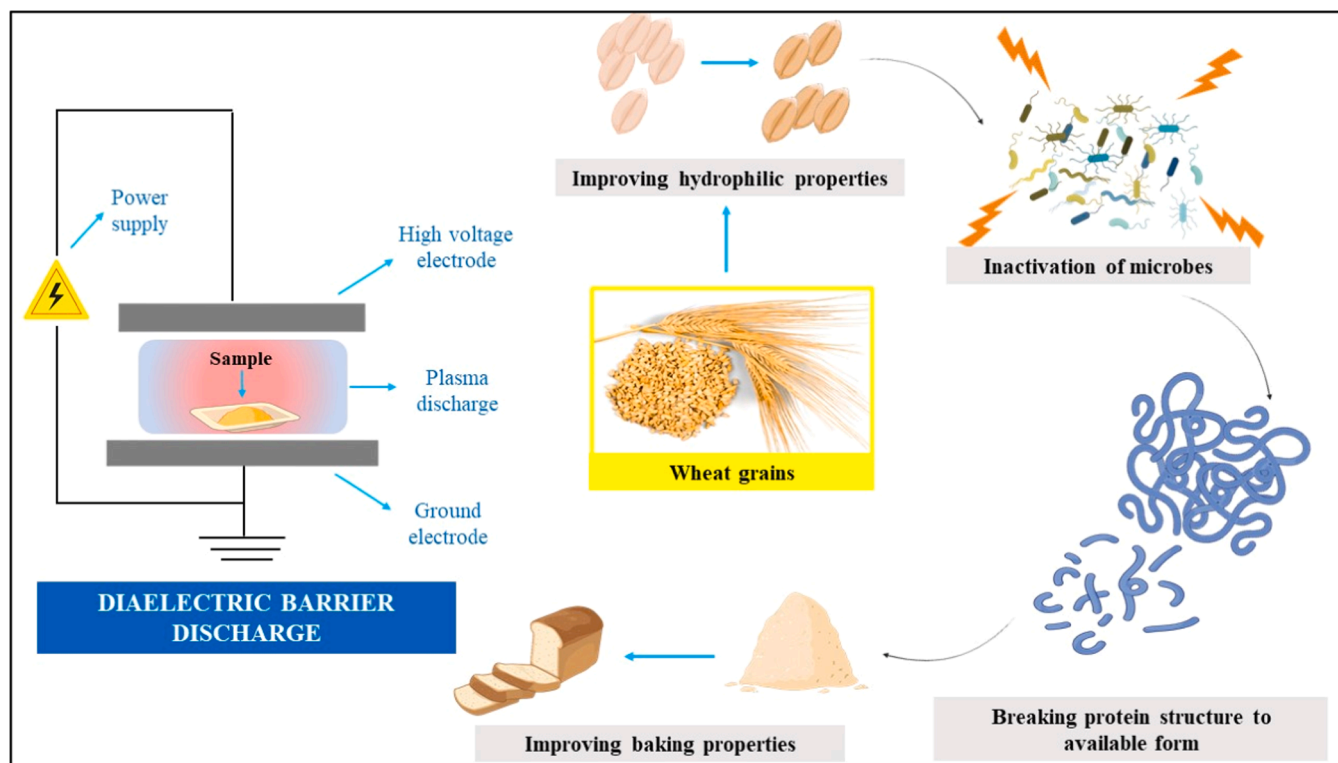 Power
supply
High voltage
electrode
Sample
Plasma
discharge
Ground
electrode
DIAELECTRIC BARRIER
DISCHARGE
Improving hydrophilic properties
Inactivation of microbes
Wheat grains
Breaking protein structure to
available form
Improving baking properties